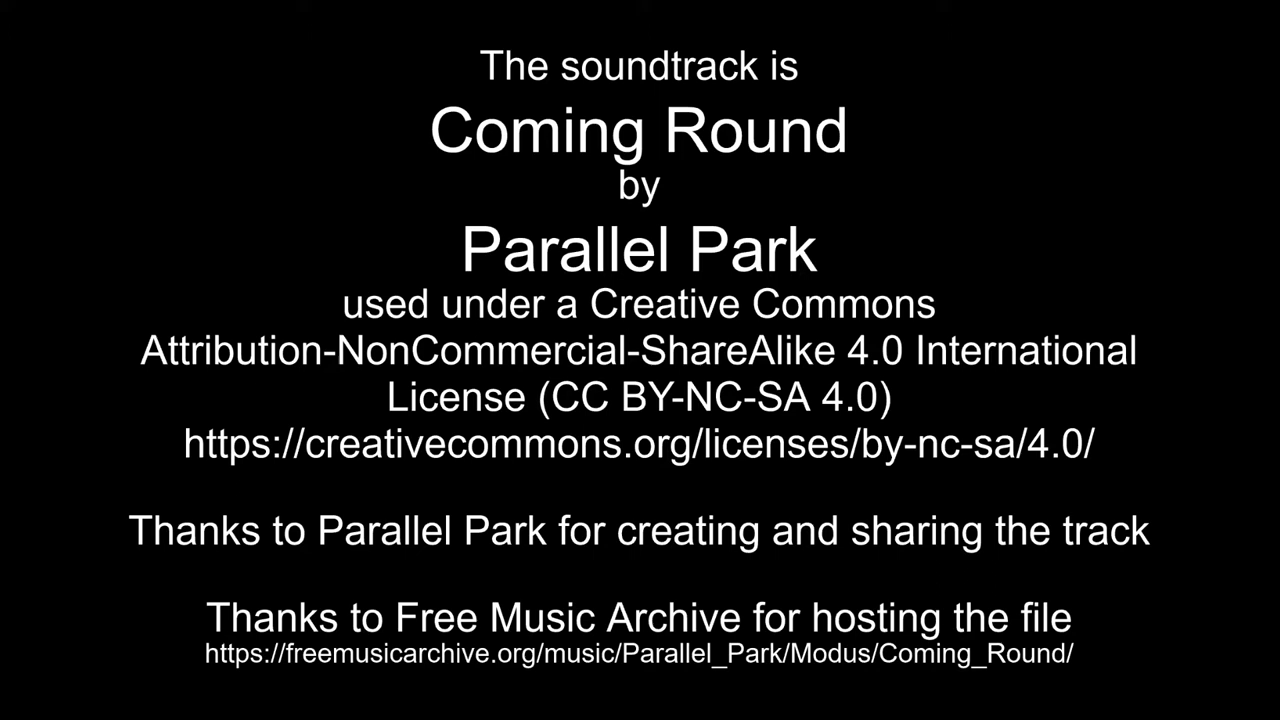 The soundtrack is
Coming Round
by
Parallel Park
used under a Creative Commons
Attribution-NonCommercial-ShareAlike 4.0 International
License (CC BY-NC-SA 4.0)
https://creativecommons.org/licenses/by-nc-sa/4.0/
Thanks to Parallel Park for creating and sharing the track
Thanks to Free Music Archive for hosting the file
https://freemusicarchive.org/music/Parallel_Park/Modus/Coming_Round/